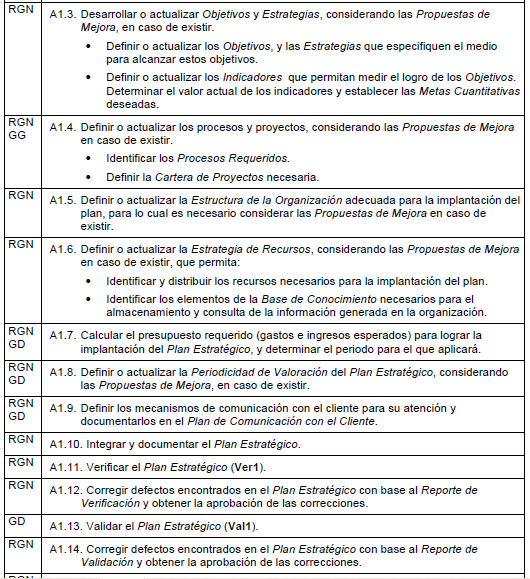 RGN A1.3. Desarrollar o actualizar Objetivos y Estrategias, considerando las Propuestas de
Mejora, en caso de existir.
• Definir o actualizar los Objetivos, y las Estrategias que especifiquen el medio
para alcanzar estos objetivos.
• Definir o actualizar los Indicadores que permitan medir el logro de los Objetivos.
Determinar el valor actual de los indicadores y establecer las Metas Cuantitativas
deseadas.
RGN A1.4. Definir o actualizar los procesos y proyectos, considerando las Propuestas de Mejora
GG en caso de existir.
• Identificar los Procesos Requeridos.
• Definir la Cartera de Proyectos necesaria.
RGN A1.5. Definir o actualizar la Estructura de la Organización adecuada para la implantación del
plan, para lo cual es necesario considerar las Propuestas de Mejora en caso de
existir.
RGN A1.6. Definir o actualizar la Estrategia de Recursos, considerando las Propuestas de Mejora
en caso de existir, que permita:
• Identificar y distribuir los recursos necesarios para la implantación del plan.
• Identificar los elementos de la Base de Conocimiento necesarios para el
almacenamiento y consulta de la información generada en la organización.
RGN A1.7. Calcular el presupuesto requerido (gastos e ingresos esperados) para lograr la
GD implantación del Plan Estratégico, y determinar el periodo para el que aplicará.
RGN A1.8. Definir o actualizar la Periodicidad de Valoración del Plan Estratégico, considerando
GD las Propuestas de Mejora, en caso de existir.
RGN A1.9. Definir los mecanismos de comunicación con el cliente para su atención y
GD documentarlos en el Plan de Comunicación con el Cliente.
RGN A1.10. Integrar y documentar el Plan Estratégico.
RGN A1.11. Verificar el Plan Estratégico (Ver1).
RGN A1.12. Corregir defectos encontrados en el Plan Estratégico con base al Reporte de
Verificación y obtener la aprobación de las correcciones.
GD A1.13. Validar el Plan Estratégico (Val1).
RGN A1.14. Corregir defectos encontrados en el Plan Estratégico con base al Reporte de
Validación y obtener la aprobación de las correcciones.
RGN